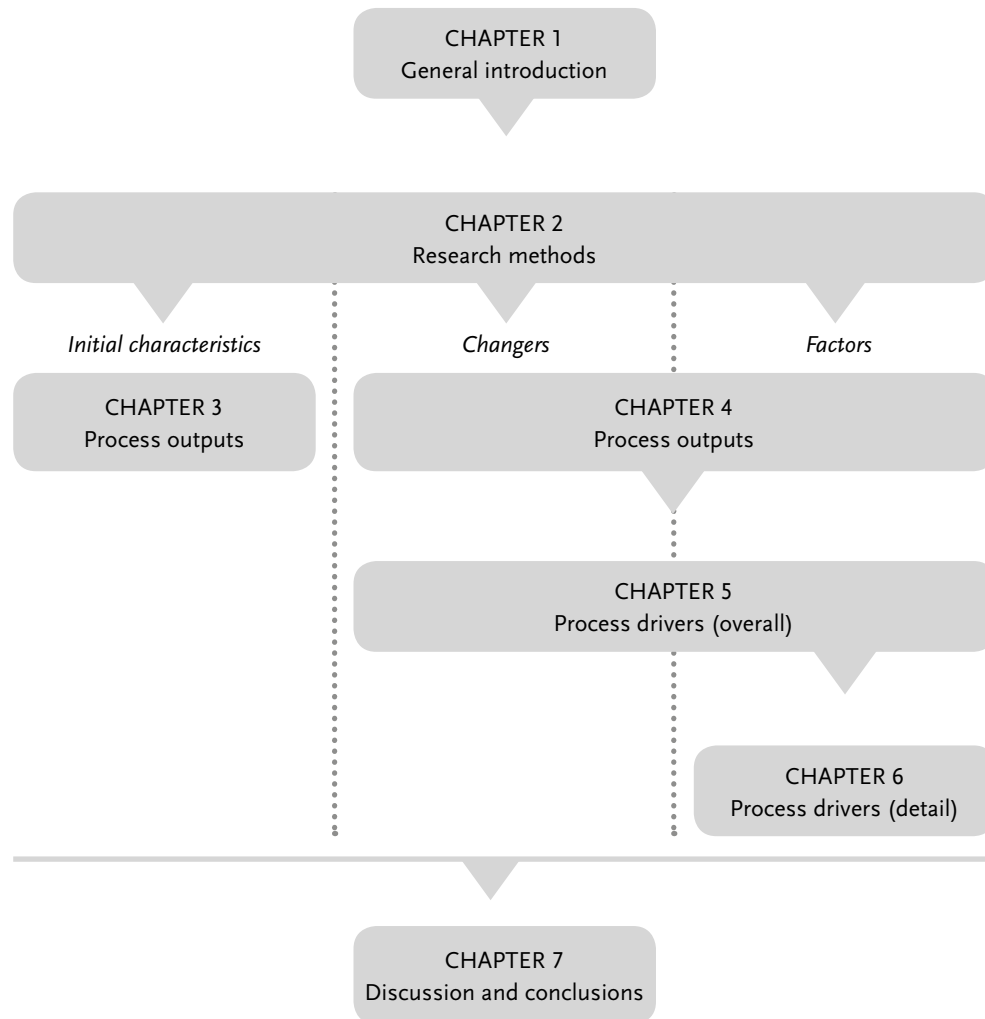 CHAPTER 1
General introduction
CHAPTER 2
Research methods
Initial characteristics
Changers
Factors
CHAPTER 3
Process outputs
CHAPTER 4
Process outputs
CHAPTER 5
Process drivers (overall)
CHAPTER 6
Process drivers (detail)
CHAPTER 7
Discussion and conclusions